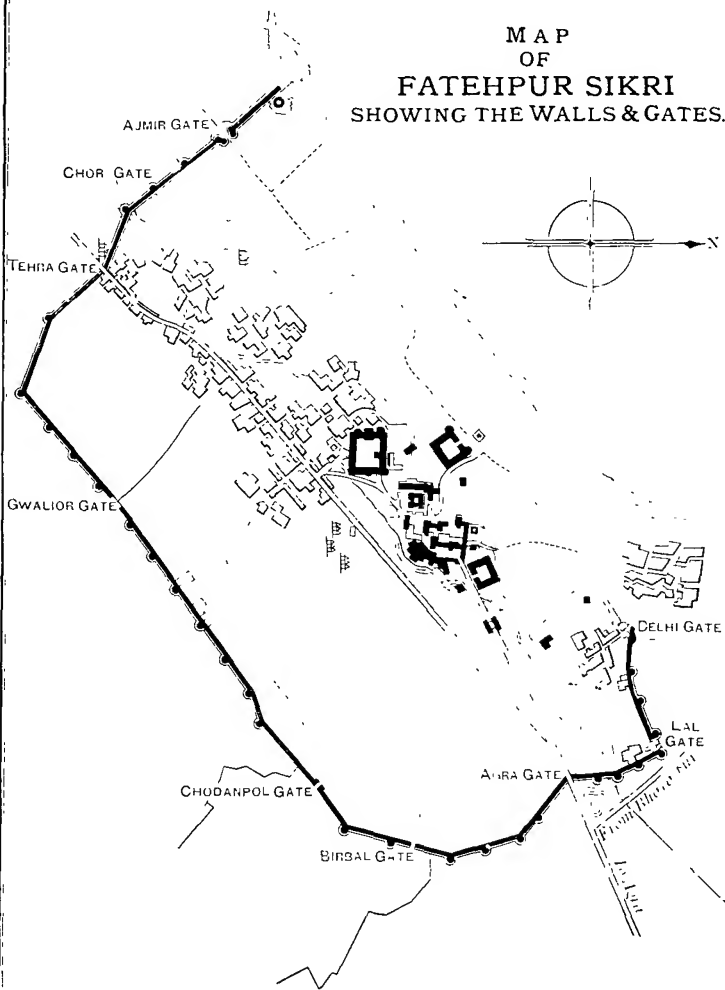 MAP
OF
FATEHPUR SIKRI
SHOWING THE WALLS & GATES.
AJMIR GATE
CHOR GATE
N
TEHRA GATE
GWALIOR GATE
DELHI GATE
LAL
GATE
AGRA GATE
CHODANPOL GATE
BIRBAL GATE
From